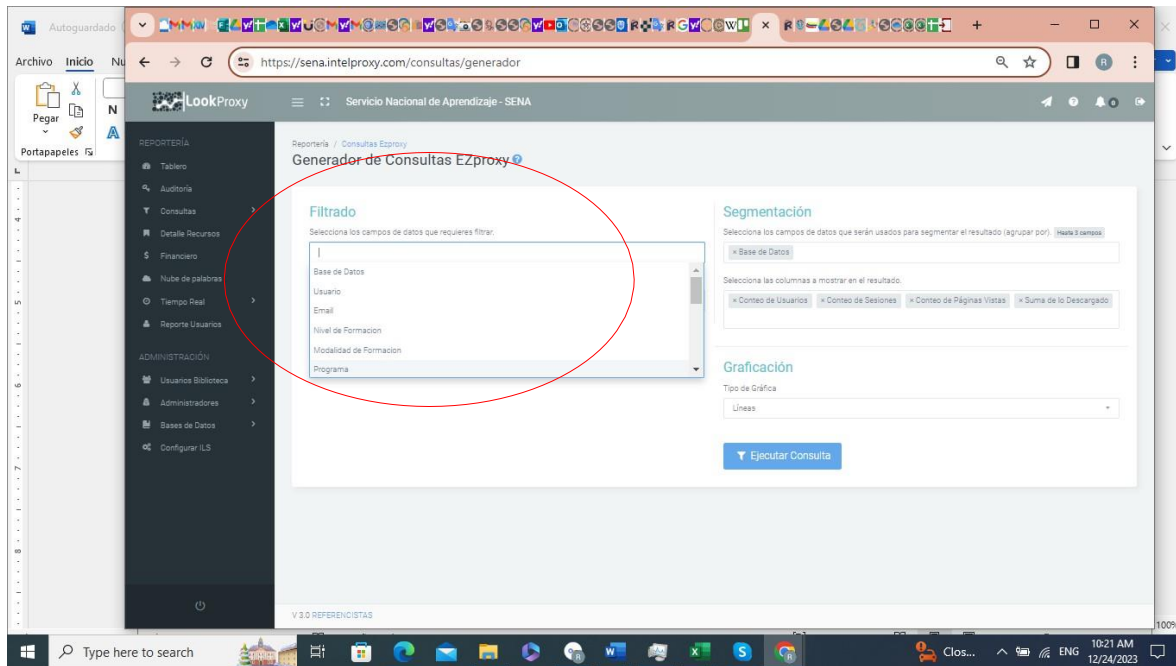 Autoguardado
https://sena.intelproxy.com/consultas/generador
Archivo Inicio Nu
Pegar
N
A
Portapapeles
LookProxy
Servicio Nacional de Aprendizaje - SENA
0
REPORTERÍA
Tablero
Auditoría
Consultas
Detalle Recursos
Financiero
Nube de palabras
Tiempo Real
Reporte Usuarios
ADMINISTRACIÓN
Usuarios Biblioteca
Administradores
Bases de Datos
Configurar ILS
Reportería / Consultas Ezproxy
Generador de Consultas EZproxy
Filtrado
Selecciona los campos de datos que requieres filtrar.
Base de Datos
Usuario
Email
Nivel de Formacion
Modalidad de Formacion
Programa
Segmentación
Selecciona los campos de datos que serán usados para segmentar el resultado (agrupar por). Hasta 5 campos
× Base de Datos
Selecciona las columnas a mostrar en el resultado.
× Conteo de Usuarios × Conteo de Sesiones × Conteo de Páginas Vistas × Suma de lo Descargado
Graficación
Tipo de Gráfica
Líneas
Ejecutar Consulta
V 3.0 REFERENCISTAS
100%
Type here to search
Clos...
ENG
10:21 AM
12/24/2023